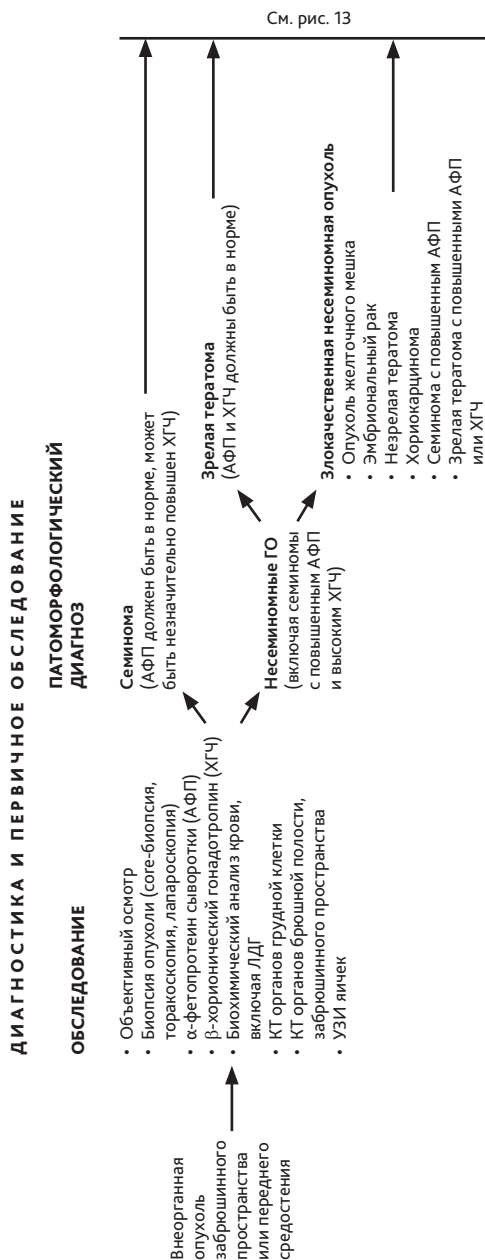 ДИАГНОСТИКА И ПЕРВИЧНОЕ ОБСЛЕДОВАНИЕ
ОБСЛЕДОВАНИЕ
ПАТОМОРФОЛОГИЧЕСКИЙ
ДИАГНОЗ
Внеорганная
опухоль
забрюшинного
пространства
или переднего
средостения
• Объективный осмотр
• Биопсия опухоли (core-биопсия,
торакоскопия, лапароскопия)
• α-фетопротеин сыворотки (АФП)
• β-хорионический гонадотропин (ХГЧ)
• Биохимический анализ крови,
включая ЛДГ
• КТ органов грудной клетки
• КТ органов брюшной полости,
забрюшинного пространства
• УЗИ яичек
Семинома
(АФП должен быть в норме, может
быть незначительно повышен ХГЧ)
Несеминомные ГО
(включая семиномы
с повышенным АФП
и высоким ХГЧ)
Зрелая тератома
(АФП и ХГЧ должны быть в норме)
Злокачественная несеминомная опухоль
• Опухоль желточного мешка
• Эмбриональный рак
• Незрелая тератома
• Хориокарцинома
• Семинома с повышенным АФП
• Зрелая тератома с повышенными АФП
или ХГЧ
См. рис. 13